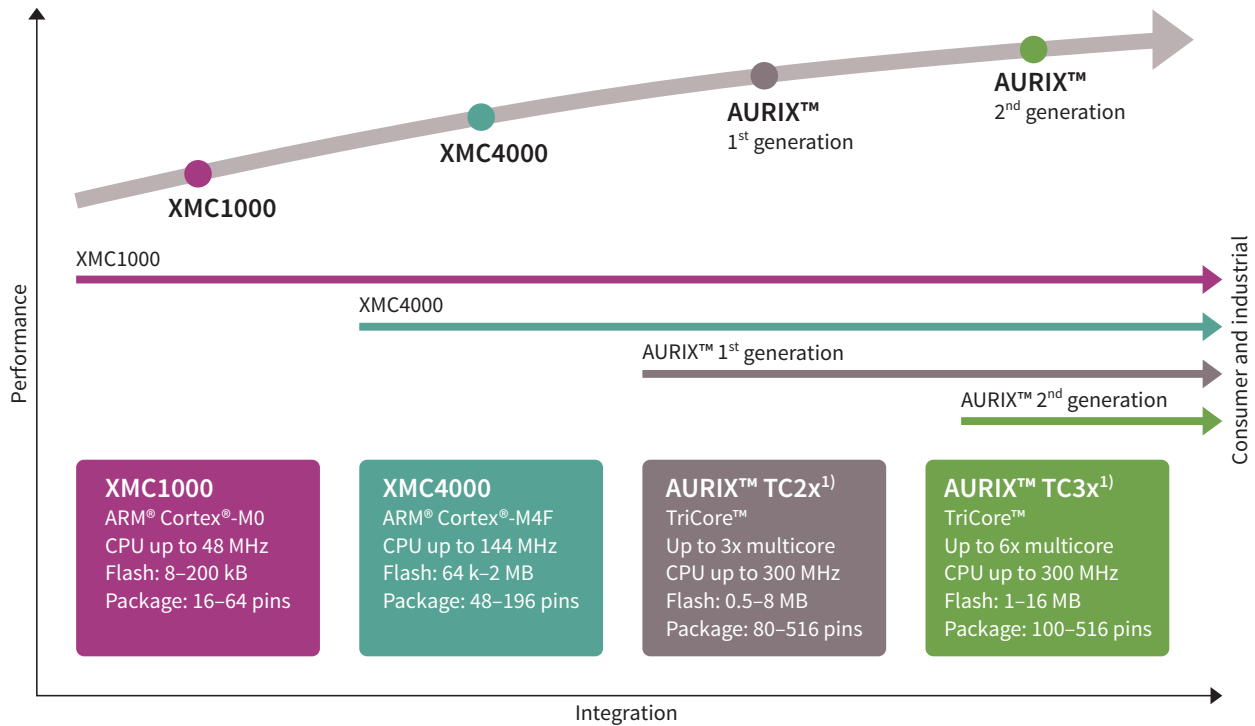 AURIX™
2nd generation
AURIX™
1st generation
XMC4000
XMC1000
XMC1000
XMC4000
AURIX™ 1st generation
AURIX™ 2nd generation
Performance
Consumer and industrial
XMC1000
ARM® Cortex®-M0
CPU up to 48 MHz
Flash: 8–200 kB
Package: 16–64 pins
XMC4000
ARM® Cortex®-M4F
CPU up to 144 MHz
Flash: 64 k–2 MB
Package: 48–196 pins
AURIX™ TC2x1)
TriCore™
Up to 3x multicore
CPU up to 300 MHz
Flash: 0.5–8 MB
Package: 80–516 pins
AURIX™ TC3x1)
TriCore™
Up to 6x multicore
CPU up to 300 MHz
Flash: 1–16 MB
Package: 100–516 pins
Integration